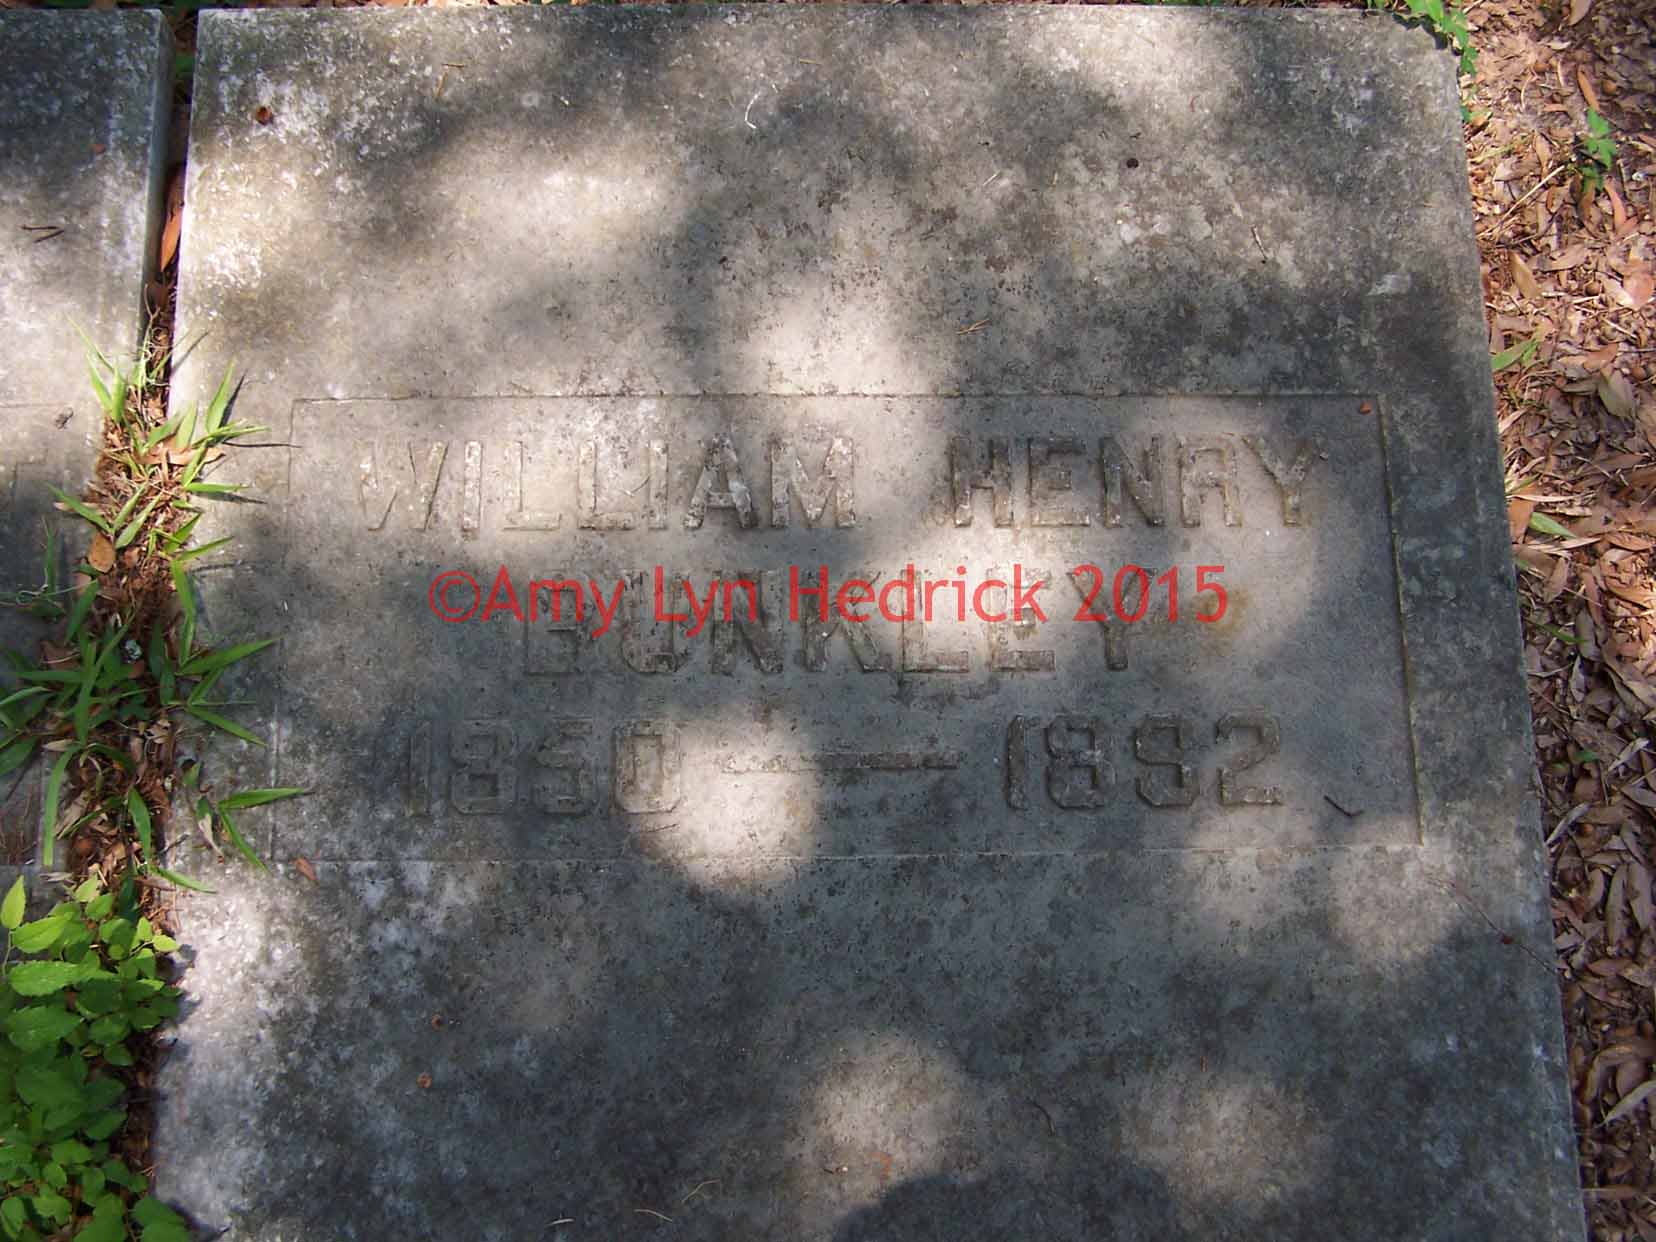 WILLIAM HENRY
BUNKLEY
1850 — 1892
©Amy Lyn Hedrick 2015